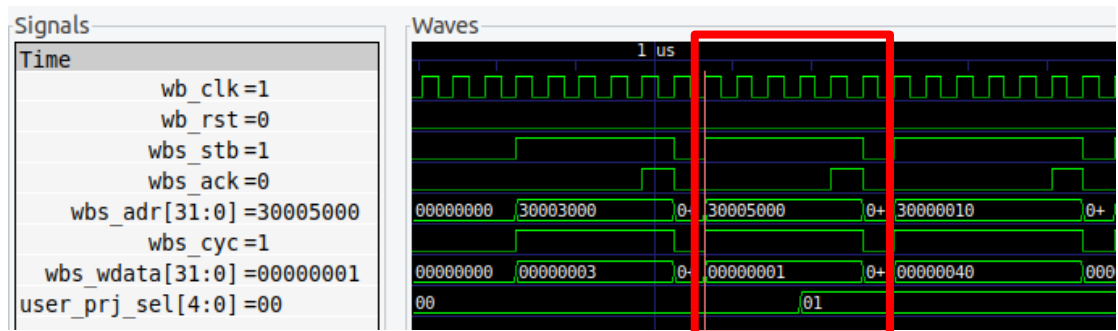 Signals
Waves
Time
1 us
wb_clk=1
wb_rst=0
wbs_stb=1
wbs_ack=0
wbs_adr[31:0]=30005000 00000000 30003000 0+ 30005000 0+ 30000010 0+
wbs_cyc=1
wbs_wdata[31:0]=00000001 00000000 00000003 0+ 00000001 0+ 00000040 000
user_prj_sel[4:0]=00 00 01